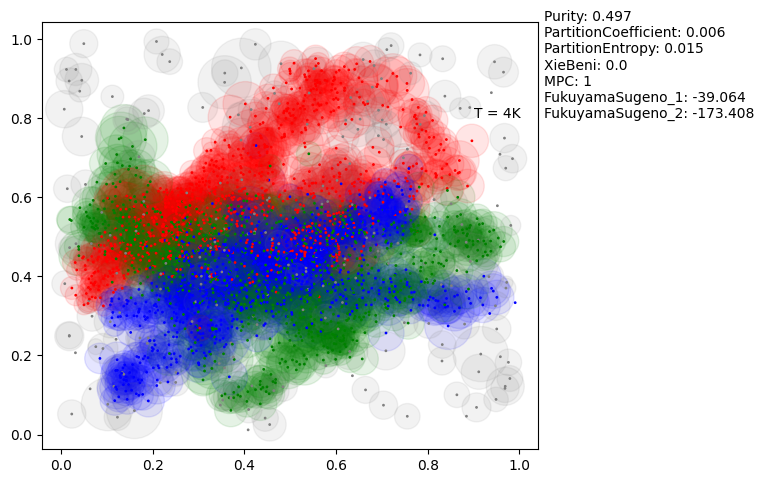 Purity: 0.497
PartitionCoefficient: 0.006
PartitionEntropy: 0.015
XieBeni: 0.0
MPC: 1
FukuyamaSugeno_1: -39.064
FukuyamaSugeno_2: -173.408
T = 4K
1.0
0.8
0.6
0.4
0.2
0.0
0.0 0.2 0.4 0.6 0.8 1.0